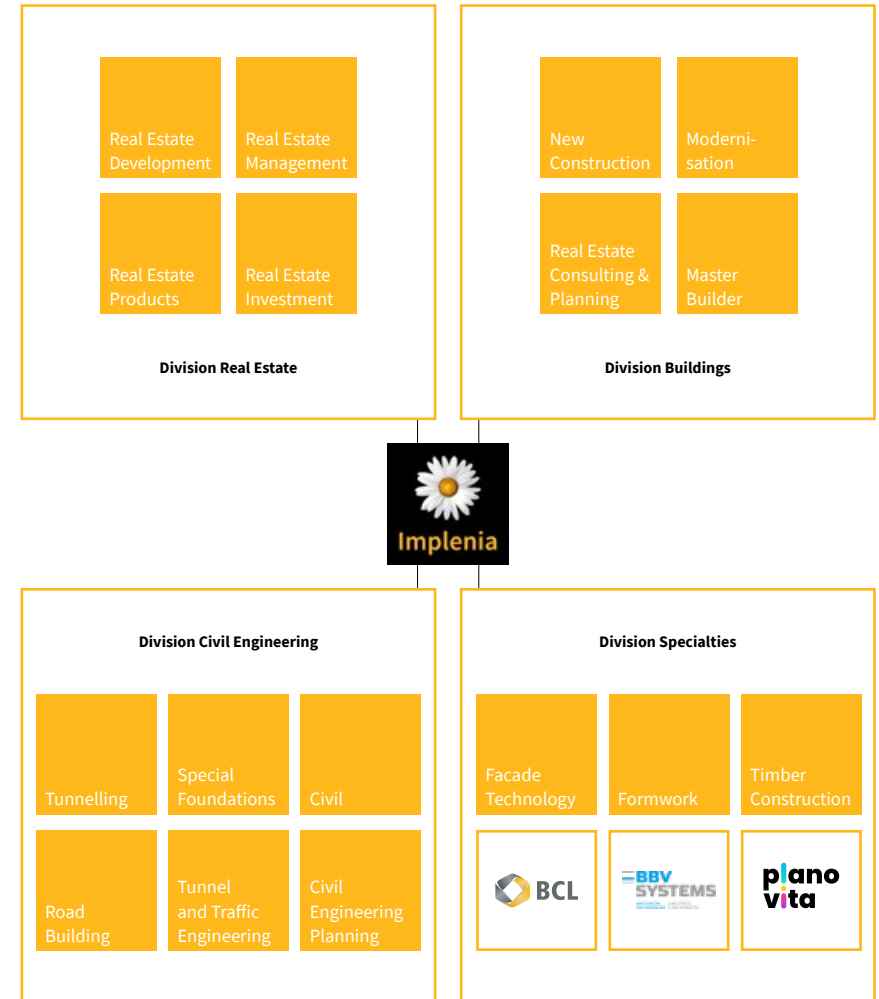 Real Estate
Development
Real Estate
Management
Real Estate
Products
Real Estate
Investment
Division Real Estate
New
Construction
Moderni-
sation
Real Estate
Consulting &
Planning
Master
Builder
Division Buildings
Implenia
Division Civil Engineering
Tunnelling
Special
Foundations
Civil
Road
Building
Tunnel
and Traffic
Engineering
Civil
Engineering
Planning
Division Specialties
Facade
Technology
Formwork
Timber
Construction
BCL
BBV
SYSTEMS
plano
vita